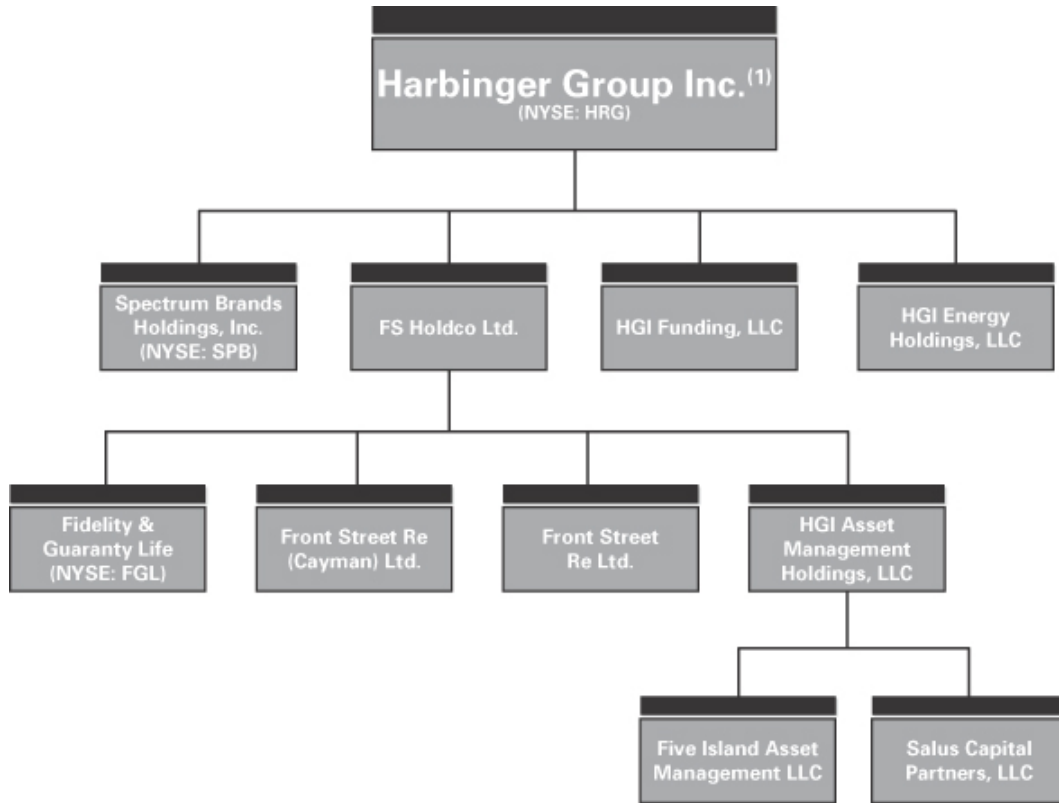 Harbinger Group Inc.(1)
(NYSE: HRG)
Spectrum Brands
Holdings, Inc.
(NYSE: SPB)
FS Holdco Ltd.
HGI Funding, LLC
HGI Energy
Holdings, LLC
Fidelity &
Guaranty Life
(NYSE: FGL)
Front Street Re
(Cayman) Ltd.
Front Street
Re Ltd.
HGI Asset
Management
Holdings, LLC
Five Island Asset
Management LLC
Salus Capital
Partners, LLC